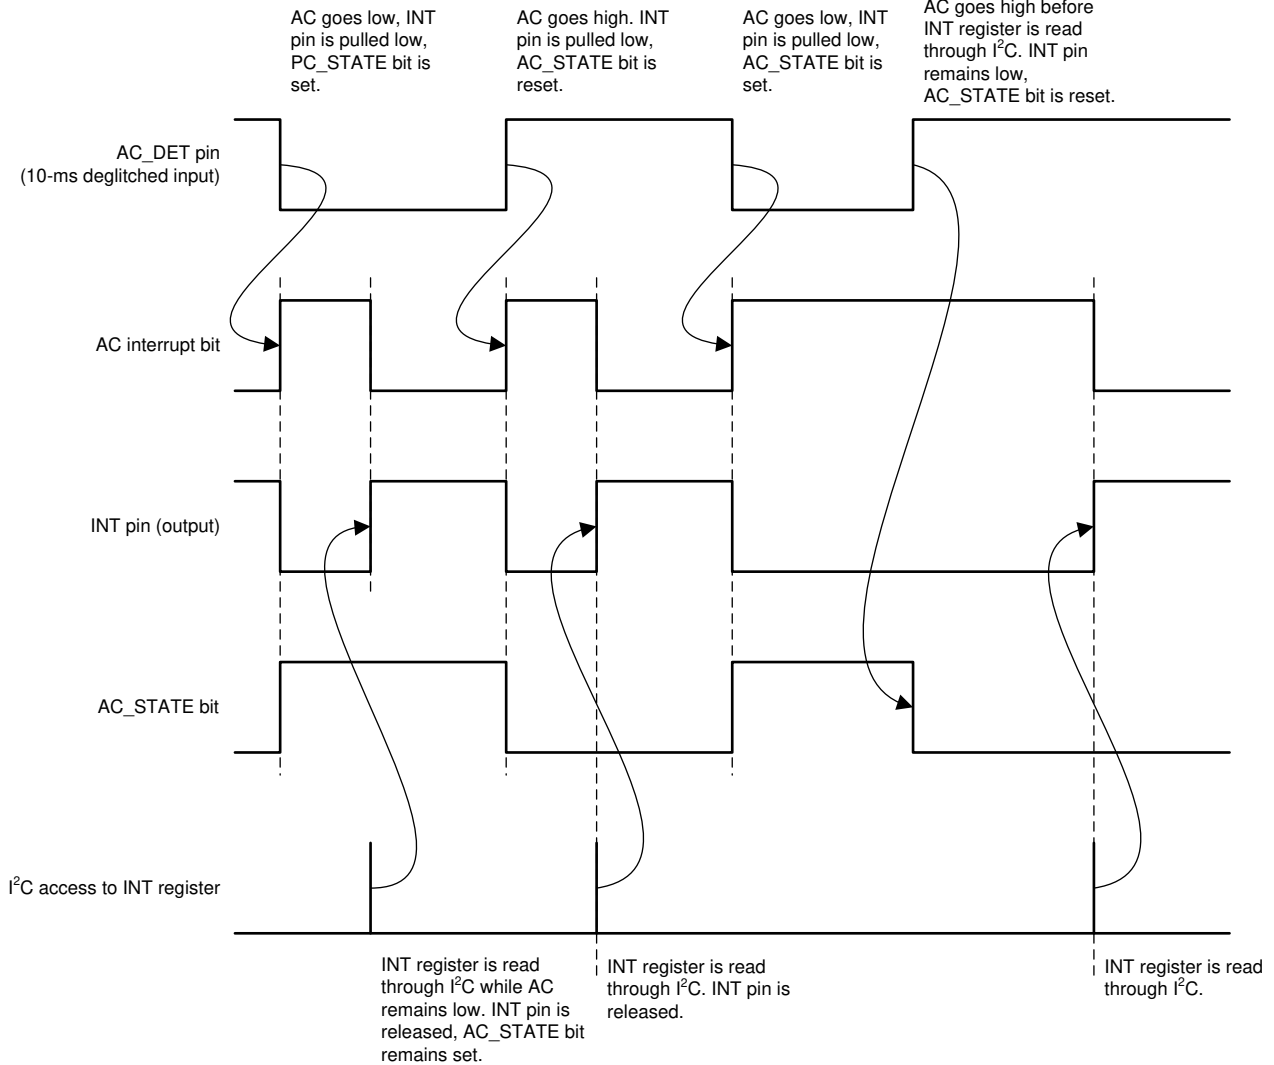 AC goes low, INT
pin is pulled low,
PC_STATE bit is
set.
AC goes high. INT
pin is pulled low,
AC_STATE bit is
reset.
AC goes low, INT
pin is pulled low,
AC_STATE bit is
set.
AC goes high before
INT register is read
through I²C. INT pin
remains low,
AC_STATE bit is reset.
AC_DET pin
(10-ms deglitched input)
AC interrupt bit
INT pin (output)
AC_STATE bit
I²C access to INT register
INT register is read
through I²C while AC
remains low. INT pin is
released, AC_STATE bit
remains set.
INT register is read
through I²C. INT pin is
released.
INT register is read
through I²C.